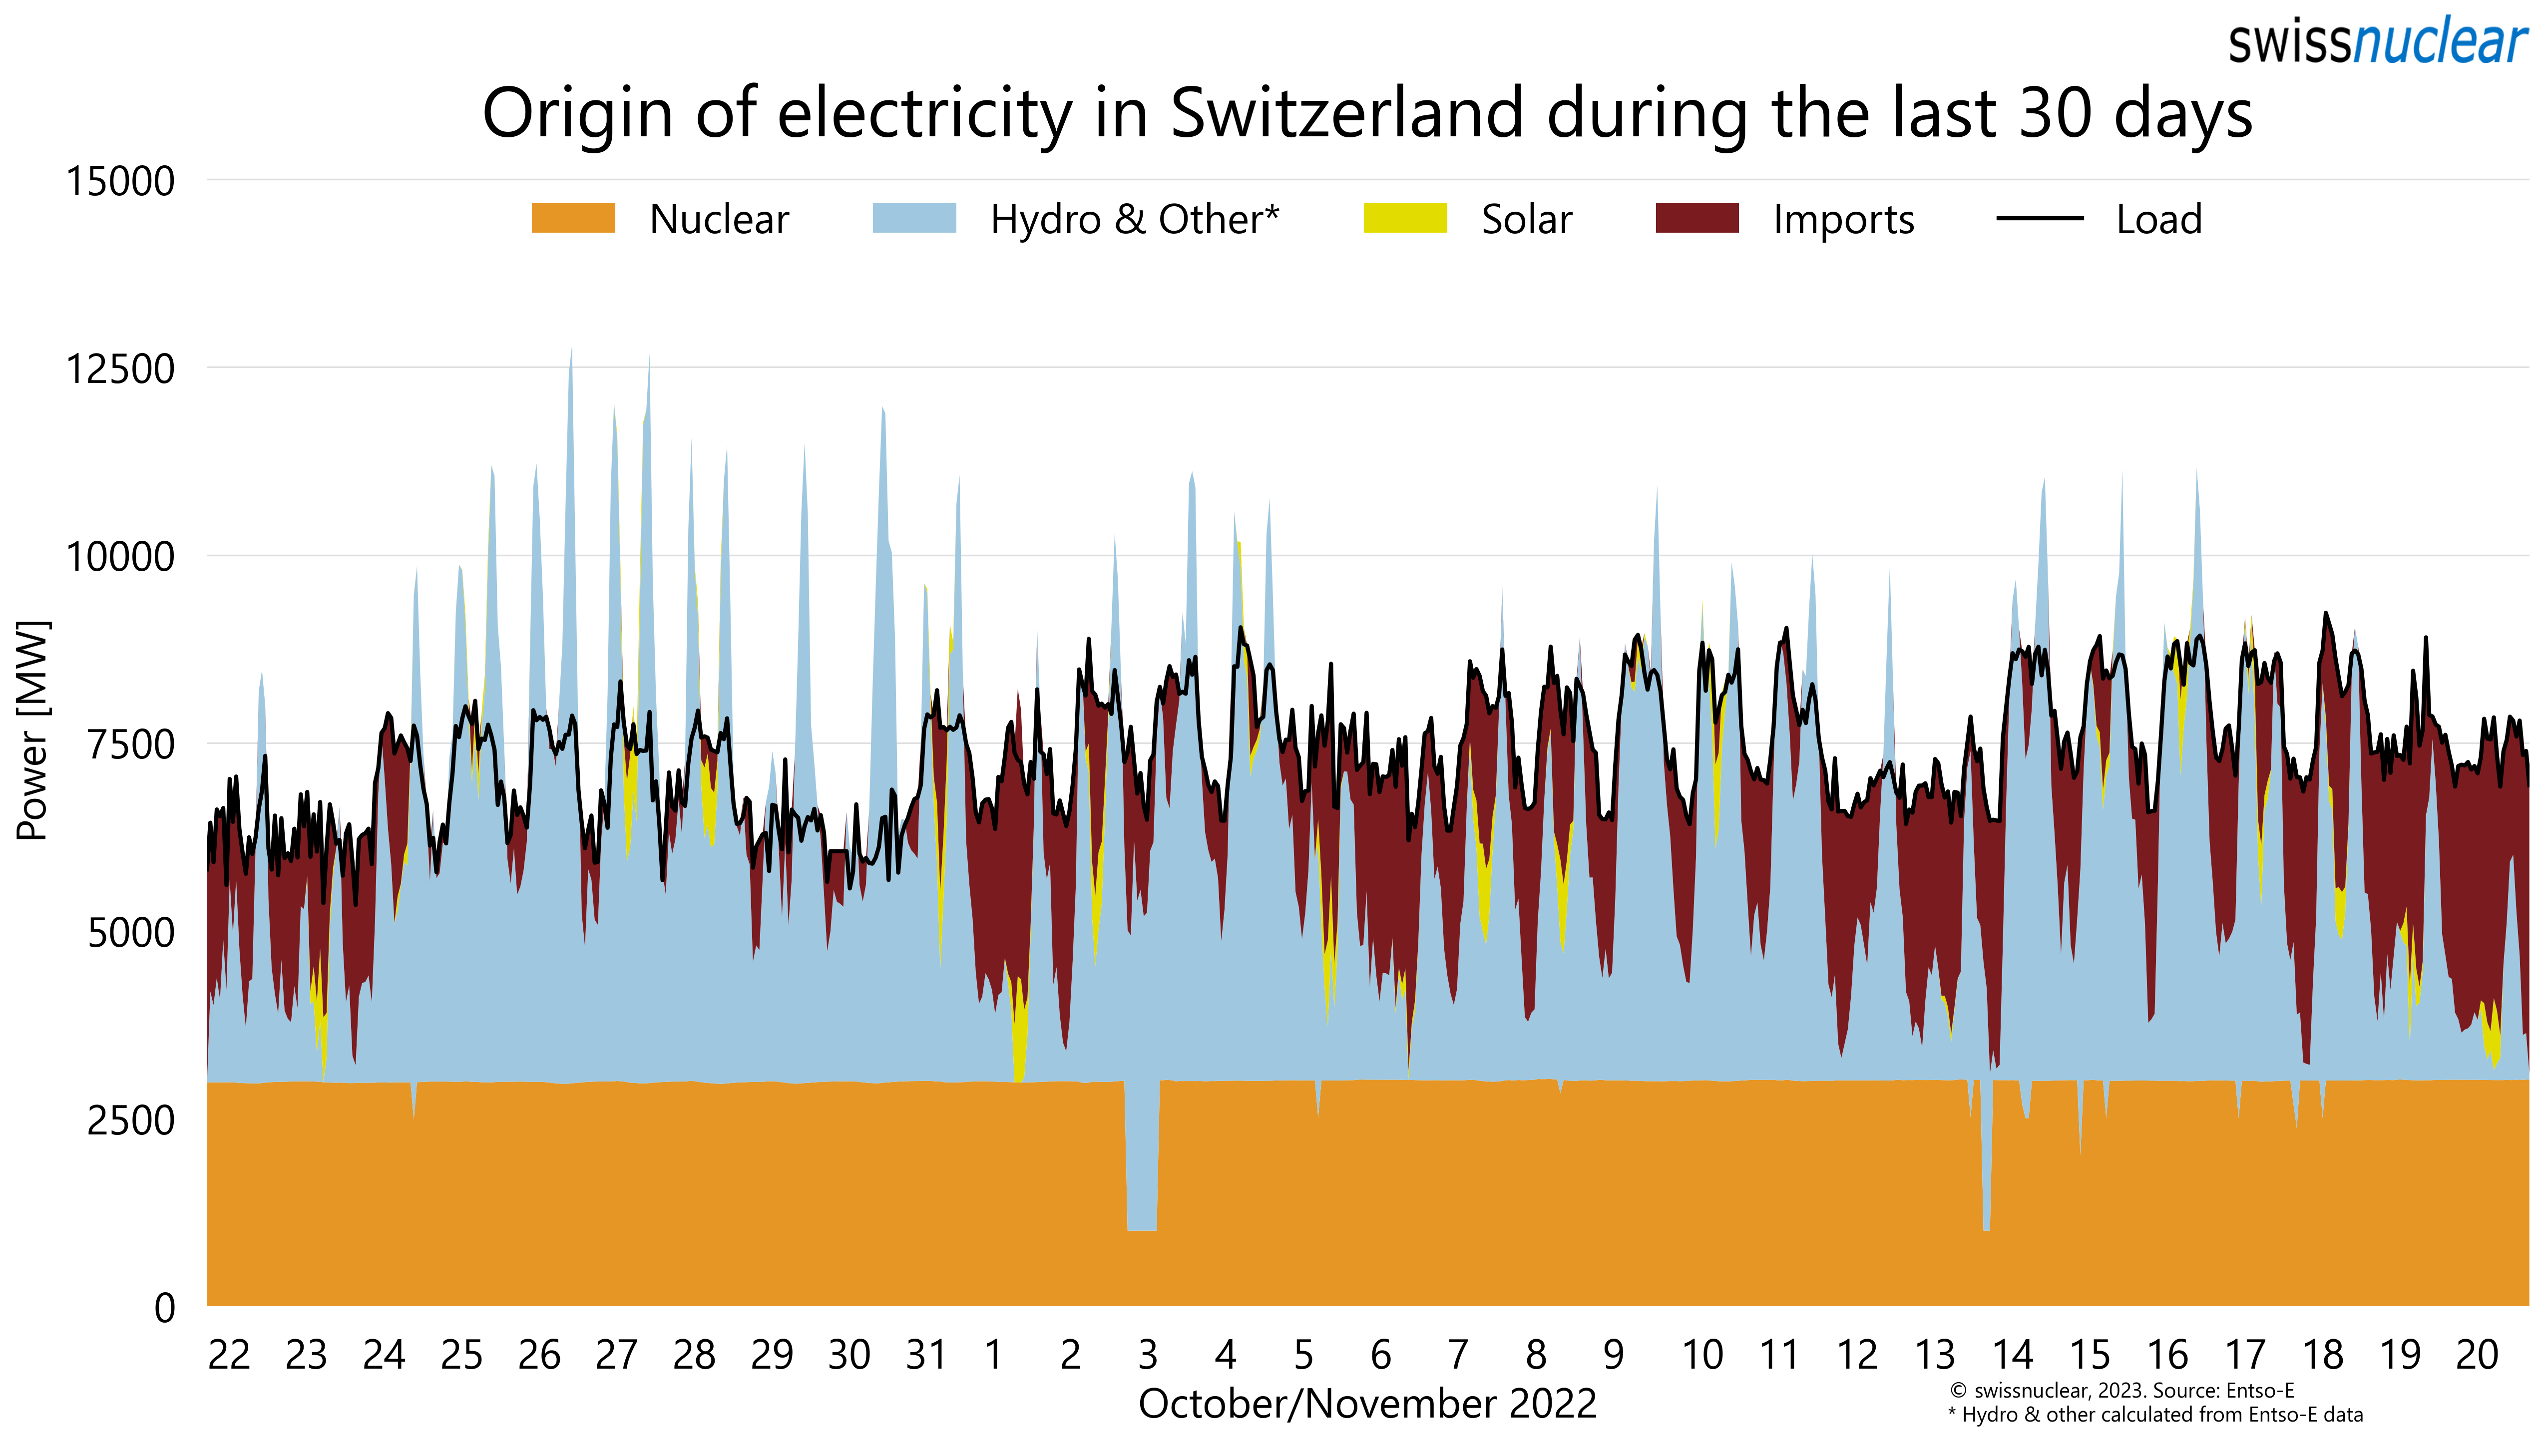 swissnuclear
Origin of electricity in Switzerland during the last 30 days
15000
Nuclear Hydro & Other* Solar Imports Load
12500
10000
7500
5000
2500
0
Power [MW]
22 23 24 25 26 27 28 29 30 31 1 2 3 4 5 6 7 8 9 10 11 12 13 14 15 16 17 18 19 20
October/November 2022
© swissnuclear, 2023. Source: Entso-E
* Hydro & other calculated from Entso-E data